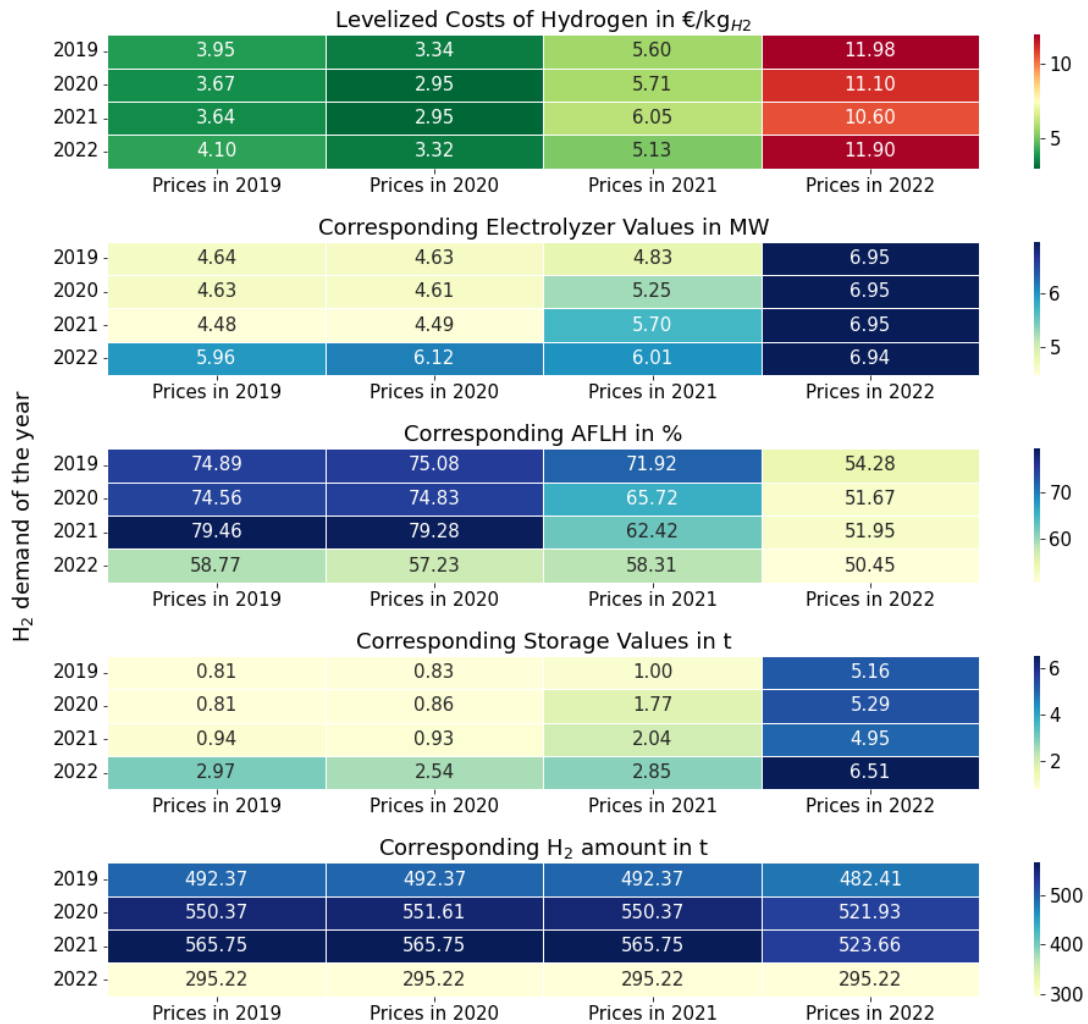 Levelized Costs of Hydrogen in €/kg_H2
2019 3.95 3.34 5.60 11.98
10
2020 3.67 2.95 5.71 11.10
2021 3.64 2.95 6.05 10.60
5
2022 4.10 3.32 5.13 11.90
Prices in 2019 Prices in 2020 Prices in 2021 Prices in 2022
Corresponding Electrolyzer Values in MW
2019 4.64 4.63 4.83 6.95
2020 4.63 4.61 5.25 6.95
6
2021 4.48 4.49 5.70 6.95
5
2022 5.96 6.12 6.01 6.94
Prices in 2019 Prices in 2020 Prices in 2021 Prices in 2022
H₂ demand of the year
Corresponding AFLH in %
2019 74.89 75.08 71.92 54.28
70
2020 74.56 74.83 65.72 51.67
2021 79.46 79.28 62.42 51.95
60
2022 58.77 57.23 58.31 50.45
Prices in 2019 Prices in 2020 Prices in 2021 Prices in 2022
Corresponding Storage Values in t
2019 0.81 0.83 1.00 5.16
6
2020 0.81 0.86 1.77 5.29
4
2021 0.94 0.93 2.04 4.95
2
2022 2.97 2.54 2.85 6.51
Prices in 2019 Prices in 2020 Prices in 2021 Prices in 2022
Corresponding H₂ amount in t
2019 492.37 492.37 492.37 482.41
500
2020 550.37 551.61 550.37 521.93
2021 565.75 565.75 565.75 523.66
400
2022 295.22 295.22 295.22 295.22
300
Prices in 2019 Prices in 2020 Prices in 2021 Prices in 2022